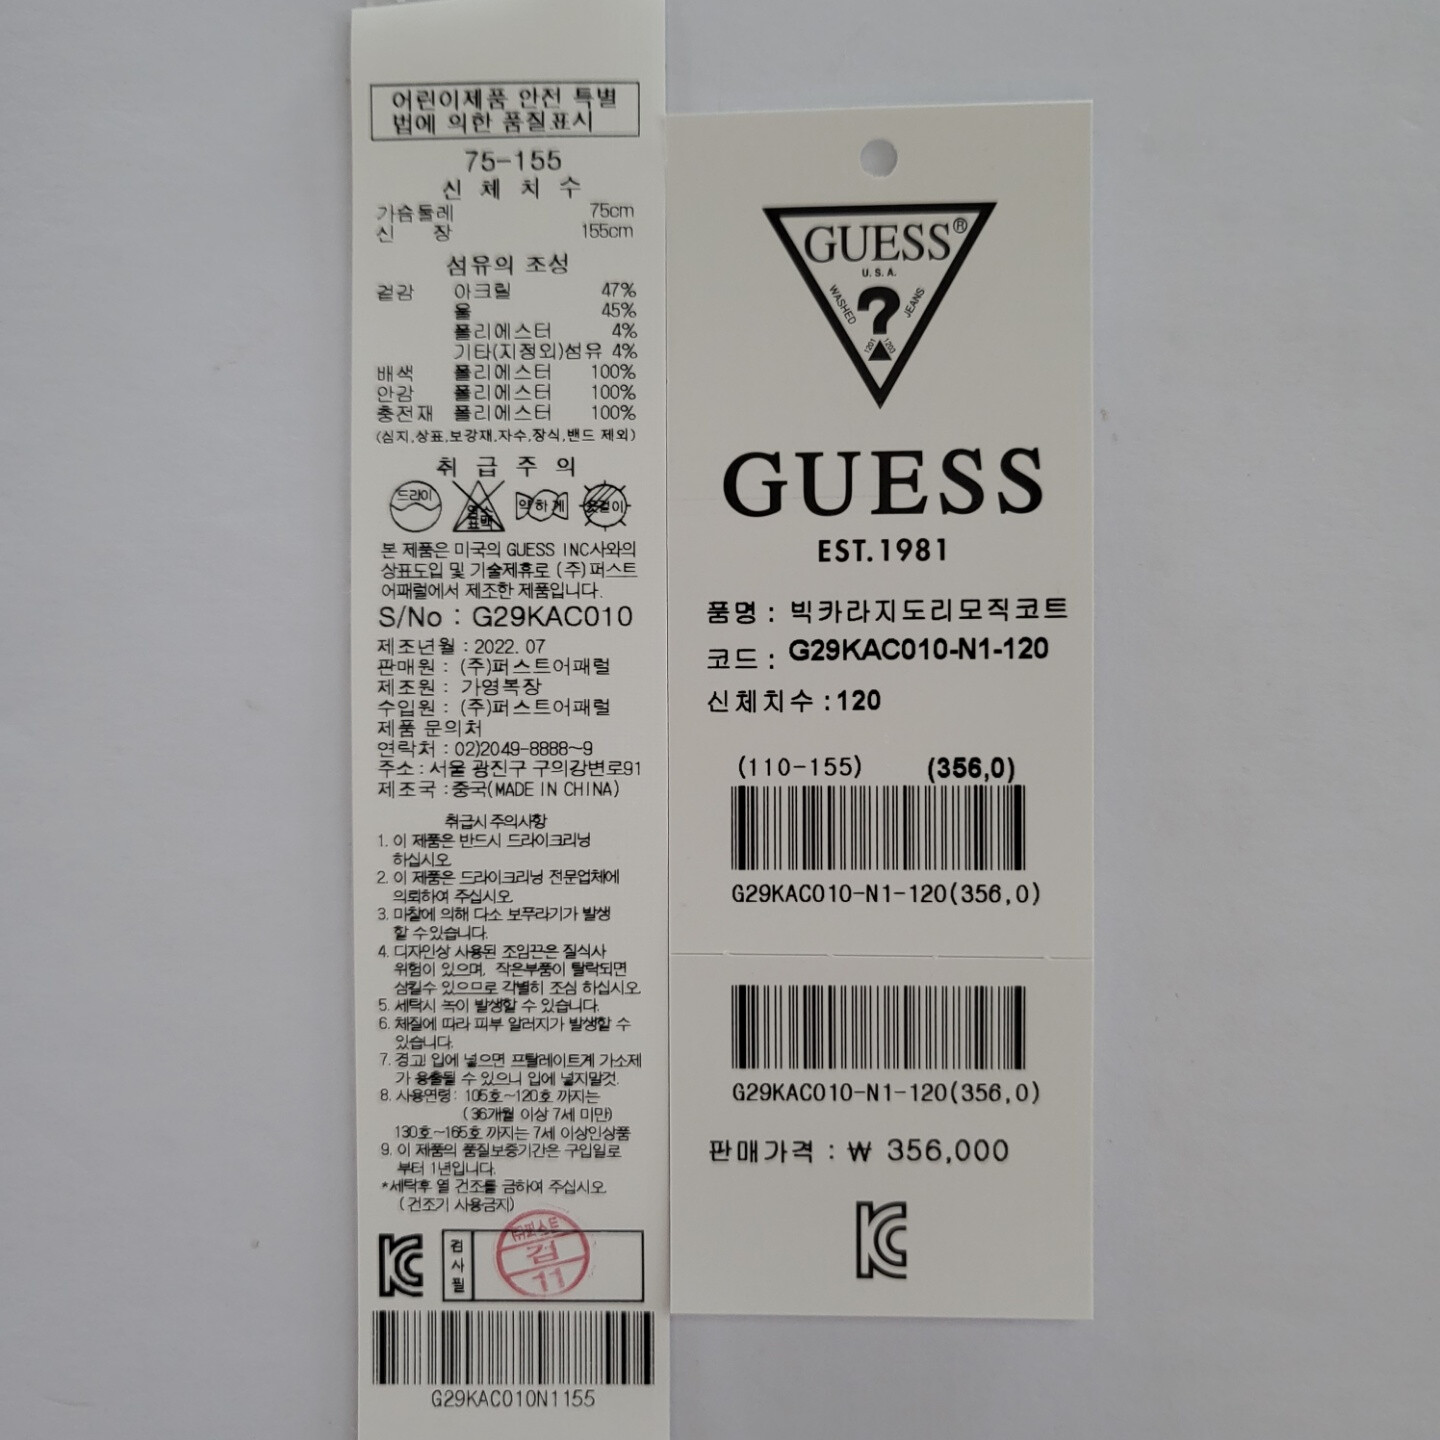 어린이제품 안전 특별
법에 의한 품질표시
75-155
신 체 치 수
가슴둘레 75cm
신 장 155cm
섬유의 조성
겉감 아크릴 47%
울 45%
폴리에스터 4%
기타(지정외)섬유 4%
배색 폴리에스터 100%
안감 폴리에스터 100%
충전재 폴리에스터 100%
(심지,상표,보강재,자수,장식,밴드 제외)
취 급 주 의
드라이
염소
표백
약하게
옷걸이
본 제품은 미국의 GUESS INC사와의
상표도입 및 기술제휴로 (주)퍼스트
어패럴에서 제조한 제품입니다.
S/No : G29KAC010
제조년월 : 2022. 07
판매원 : (주)퍼스트어패럴
제조원 : 가영복장
수입원 : (주)퍼스트어패럴
제품 문의처
연락처 : 02)2049-8888~9
주소 : 서울 광진구 구의강변로91
제조국 : 중국(MADE IN CHINA)
취급시 주의사항
1. 이 제품은 반드시 드라이크리닝
하십시오.
2. 이 제품은 드라이크리닝 전문업체에
의뢰하여 주십시오.
3. 마찰에 의해 다소 보푸라기가 발생
할 수 있습니다.
4. 디자인상 사용된 조임끈은 질식사
위험이 있으며, 작은부품이 탈락되면
삼킬수 있으므로 각별히 조심 하십시오.
5. 세탁시 녹이 발생할 수 있습니다.
6. 체질에 따라 피부 알러지가 발생할 수
있습니다.
7. 경고! 입에 넣으면 프탈레이트계 가소제
가 용출될 수 있으니 입에 넣지말것.
8. 사용연령: 105호~120호 까지는
(36개월 이상 7세 미만)
130호~165호 까지는 7세 이상인상품
9. 이 제품의 품질보증기간은 구입일로
부터 1년입니다.
*세탁후 열 건조를 금하여 주십시오.
(건조기 사용금지)
KC
검사필
㈜퍼스트
검
11
G29KAC010N1155
GUESS®
U.S.A.
WASHED ? JEANS
1201 1203
GUESS
EST.1981
품명 : 빅카라지도리모직코트
코드 : G29KAC010-N1-120
신체치수 : 120
(110-155) (356,0)
G29KAC010-N1-120(356,0)
G29KAC010-N1-120(356,0)
판매가격 : ₩ 356,000
KC